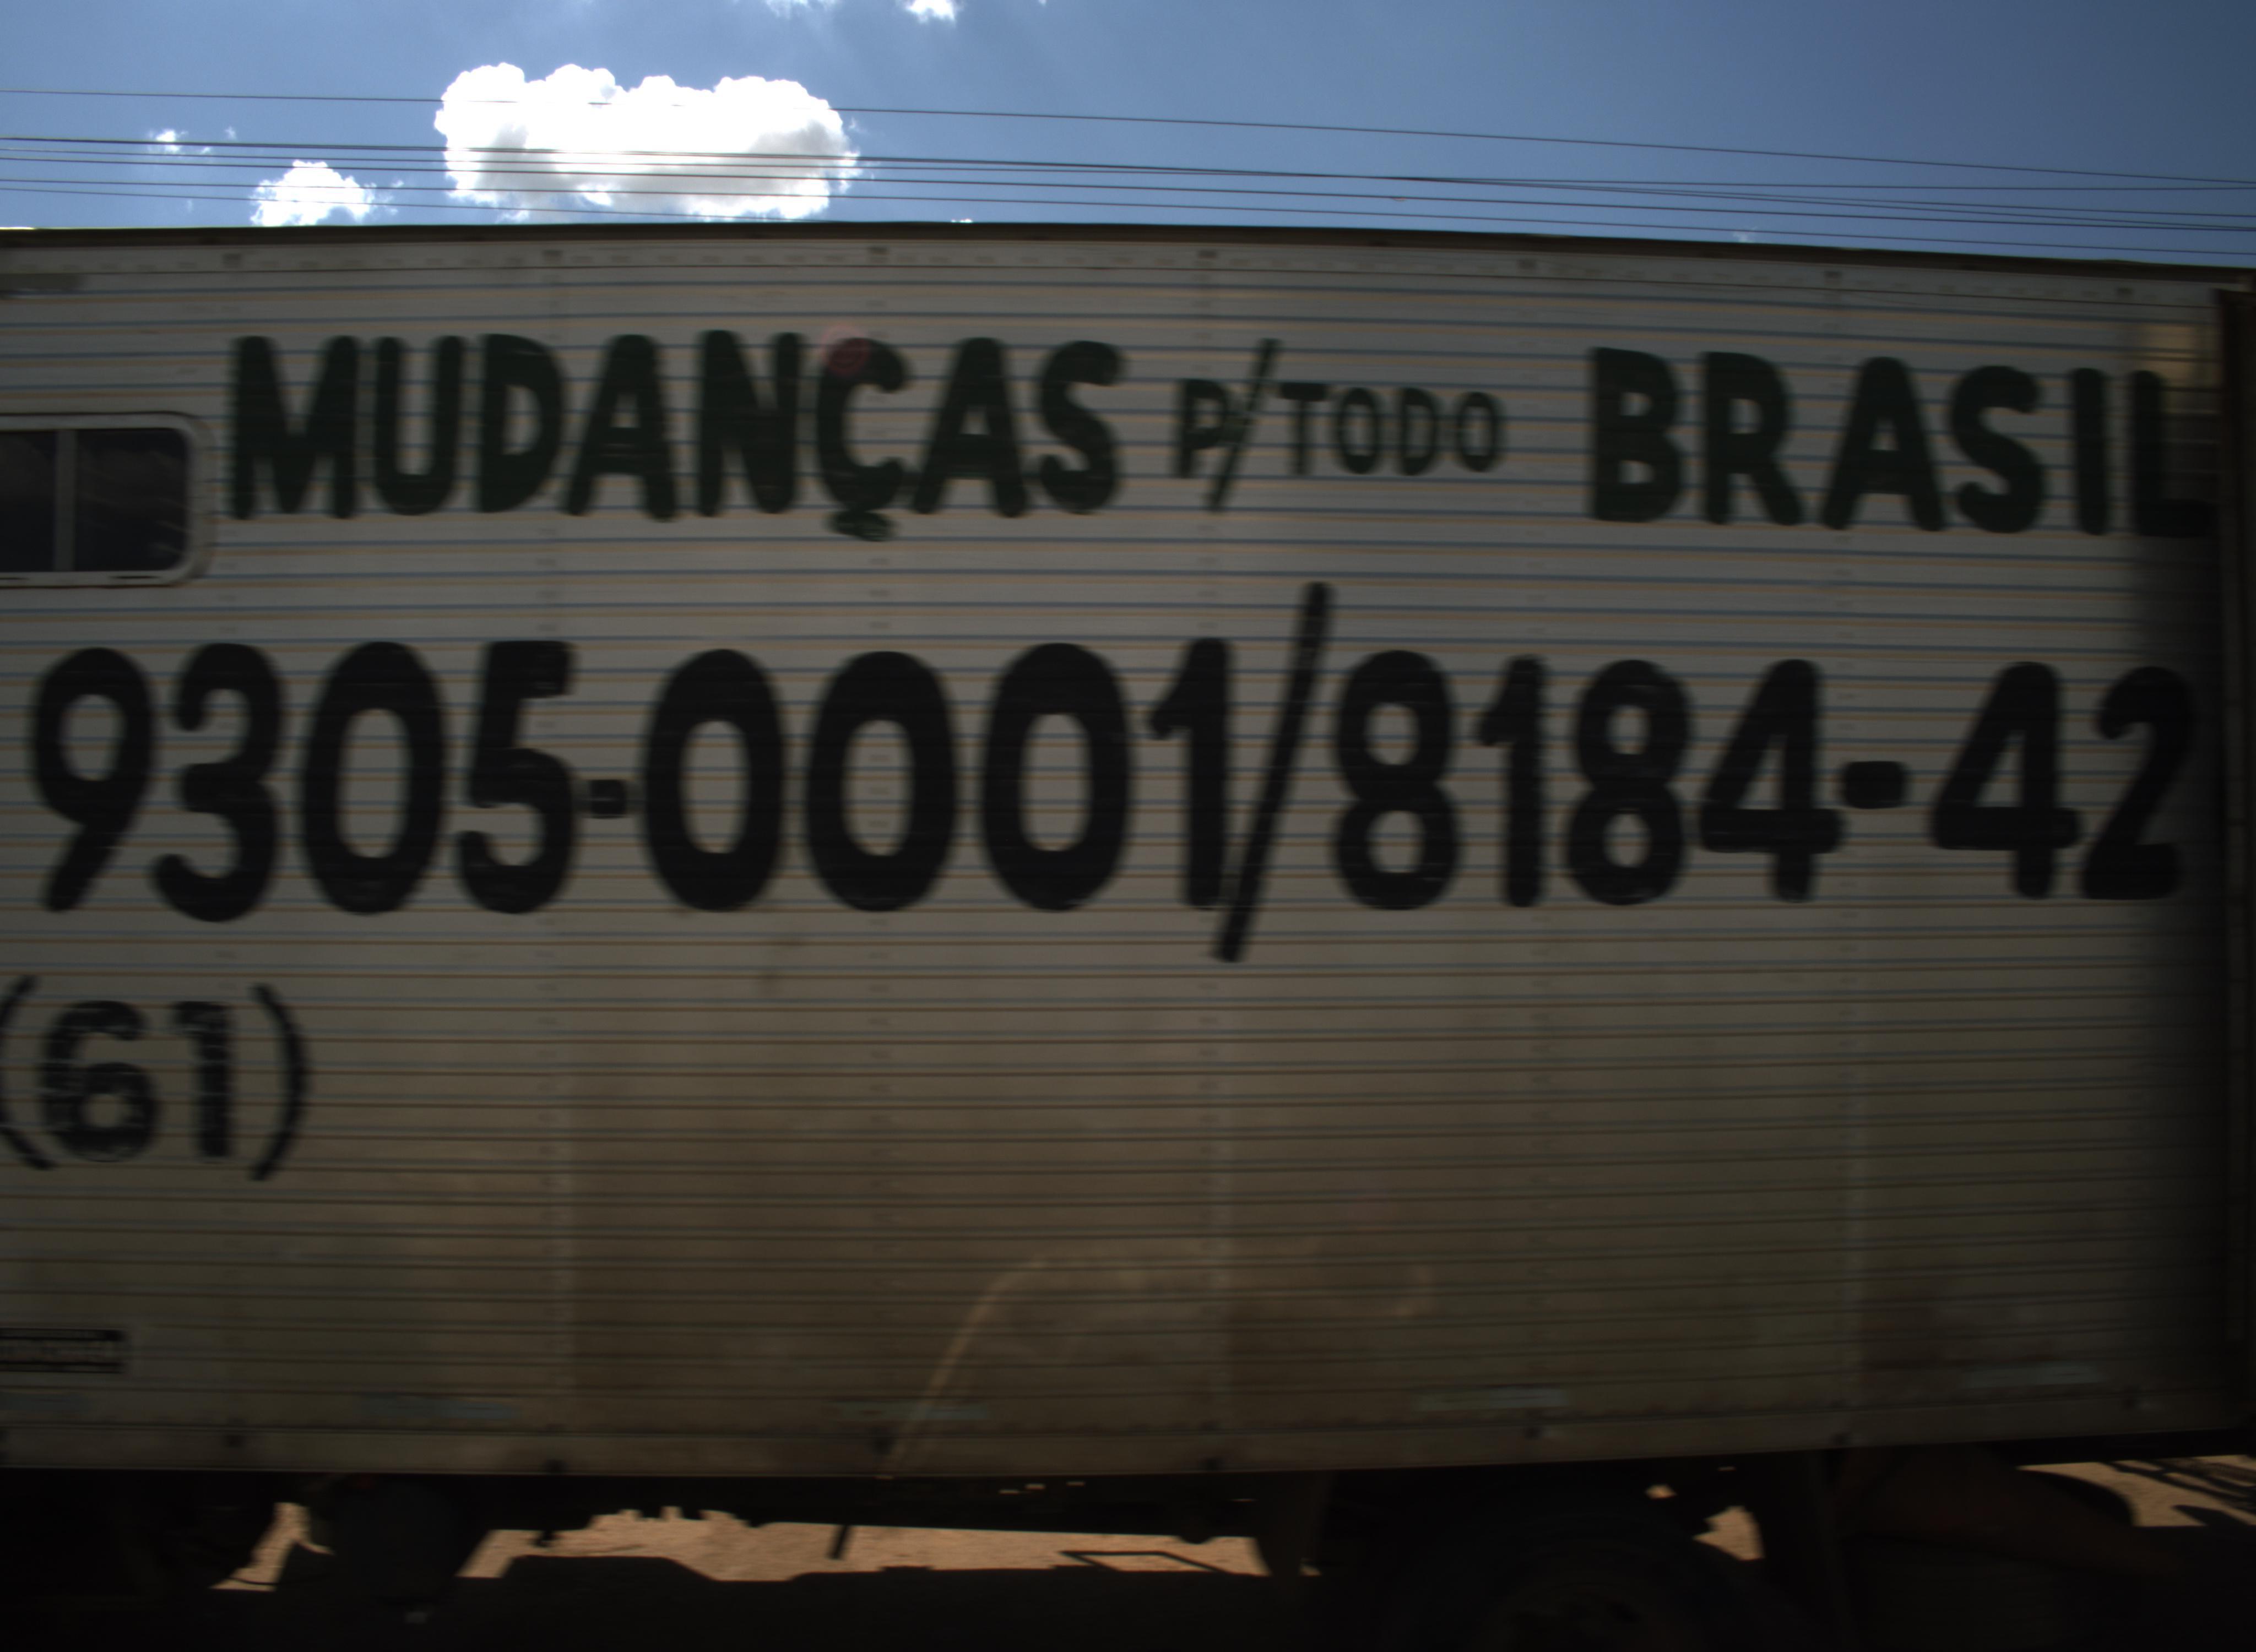 MUDANÇAS P/TODO BRASIL
9305-0001/8184-42
(61)